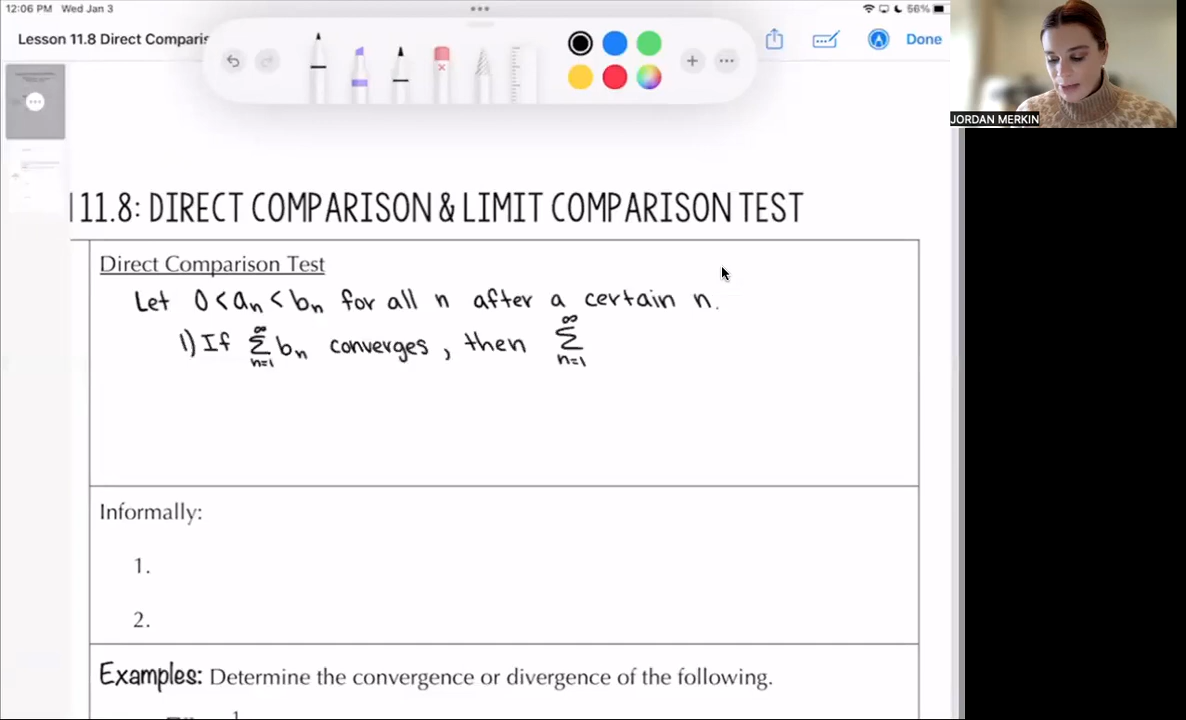 12:06 PM Wed Jan 3
56%
Lesson 11.8 Direct Comparis
Done
JORDAN MERKIN
11.8: DIRECT COMPARISON & LIMIT COMPARISON TEST
Direct Comparison Test
Let 0 < aₙ < bₙ for all n after a certain n.
1) If ∞ Σ n=1 bₙ converges, then ∞ Σ n=1
Informally:
1.
2.
Examples: Determine the convergence or divergence of the following.